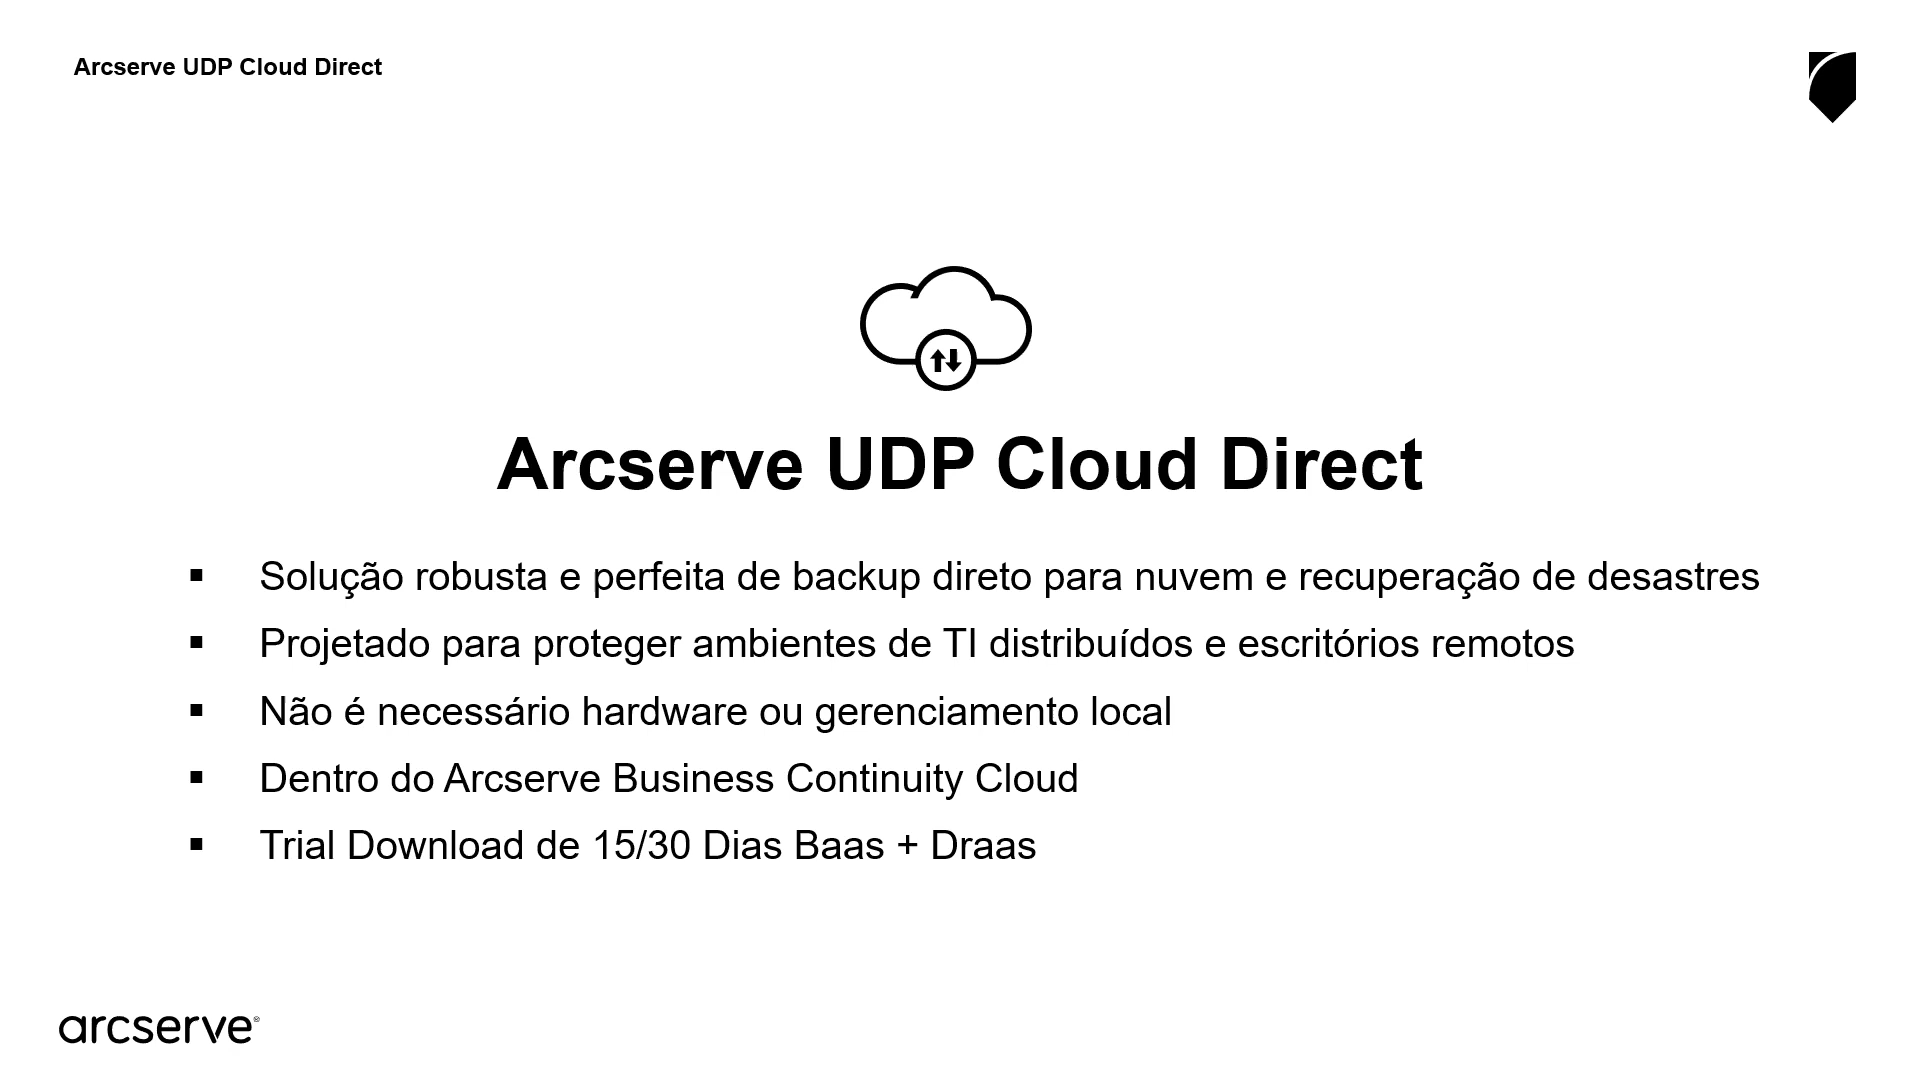 Arcserve UDP Cloud Direct
Arcserve UDP Cloud Direct
▪ Solução robusta e perfeita de backup direto para nuvem e recuperação de desastres
▪ Projetado para proteger ambientes de TI distribuídos e escritórios remotos
▪ Não é necessário hardware ou gerenciamento local
▪ Dentro do Arcserve Business Continuity Cloud
▪ Trial Download de 15/30 Dias Baas + Draas
arcserve®